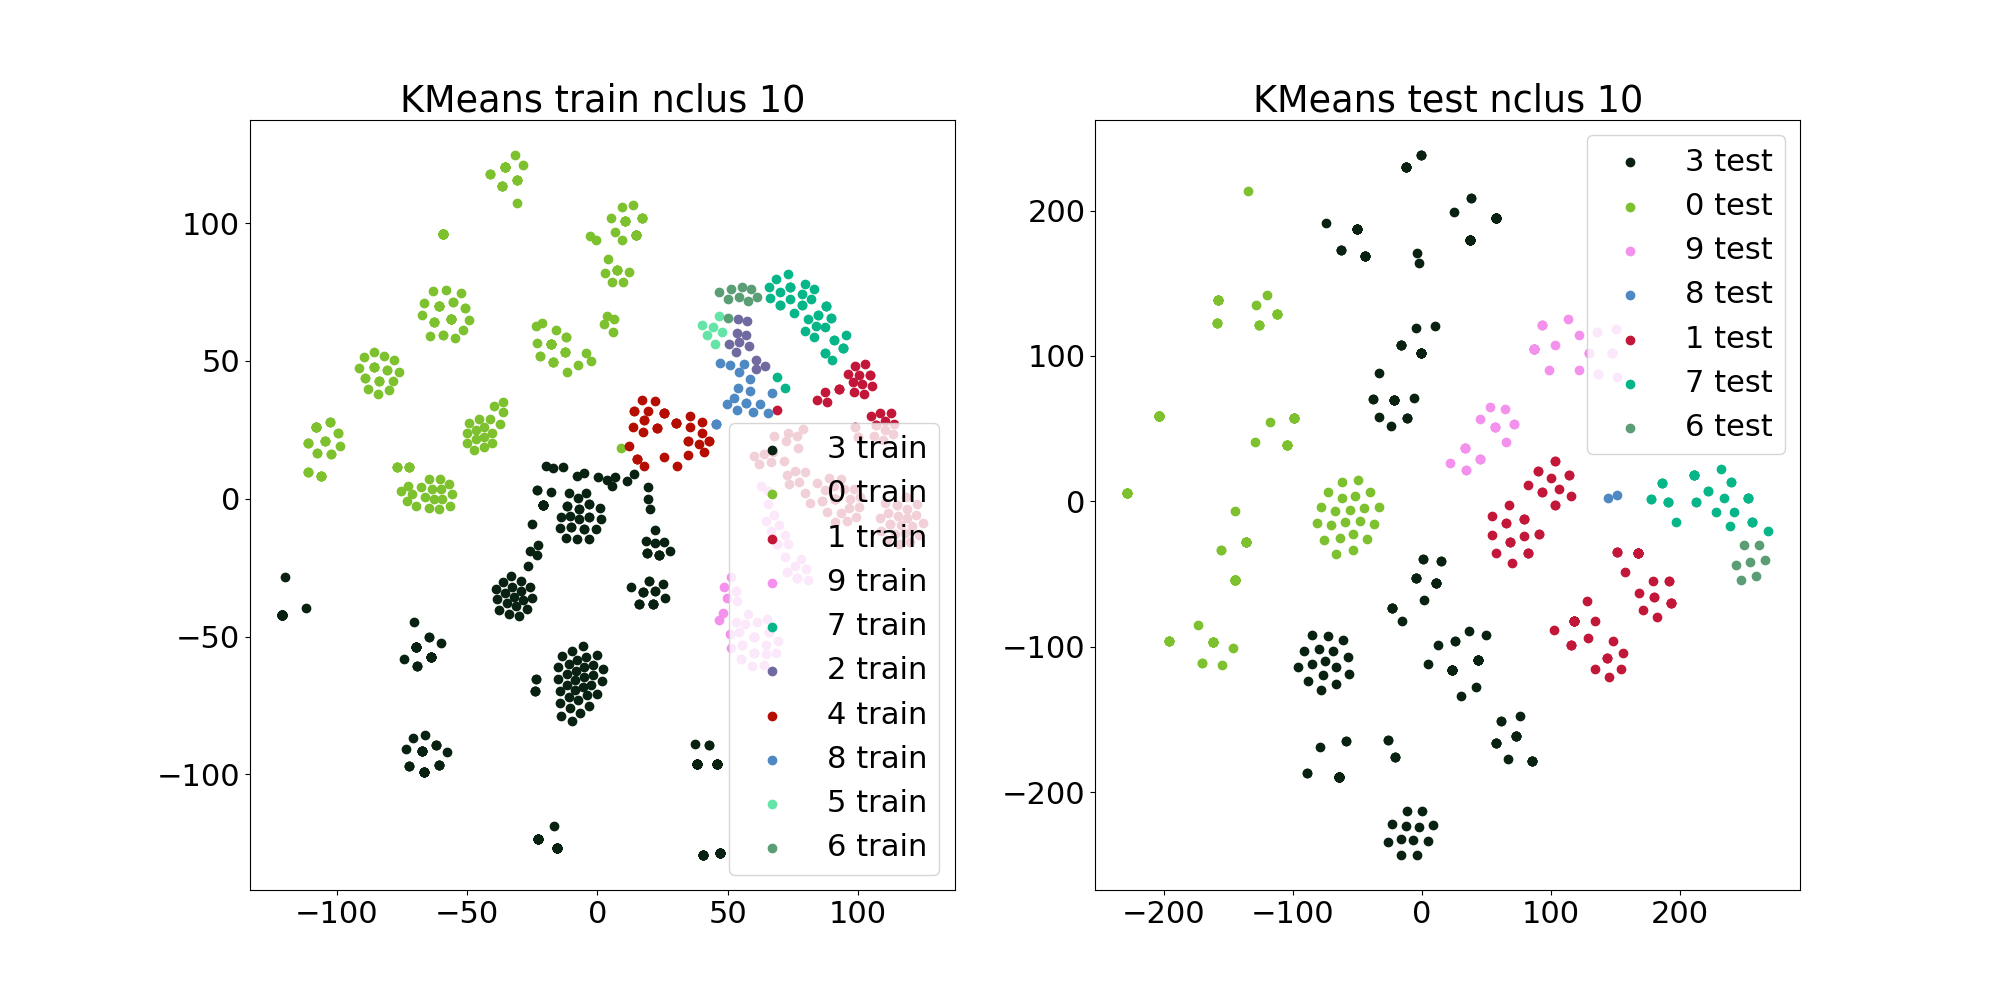 KMeans train nclus 10
100
50
0
−50
−100
−100
−50
0
50
100
3 train
0 train
1 train
9 train
7 train
2 train
4 train
8 train
5 train
6 train
KMeans test nclus 10
200
100
0
−100
−200
−200
−100
0
100
200
3 test
0 test
9 test
8 test
1 test
7 test
6 test